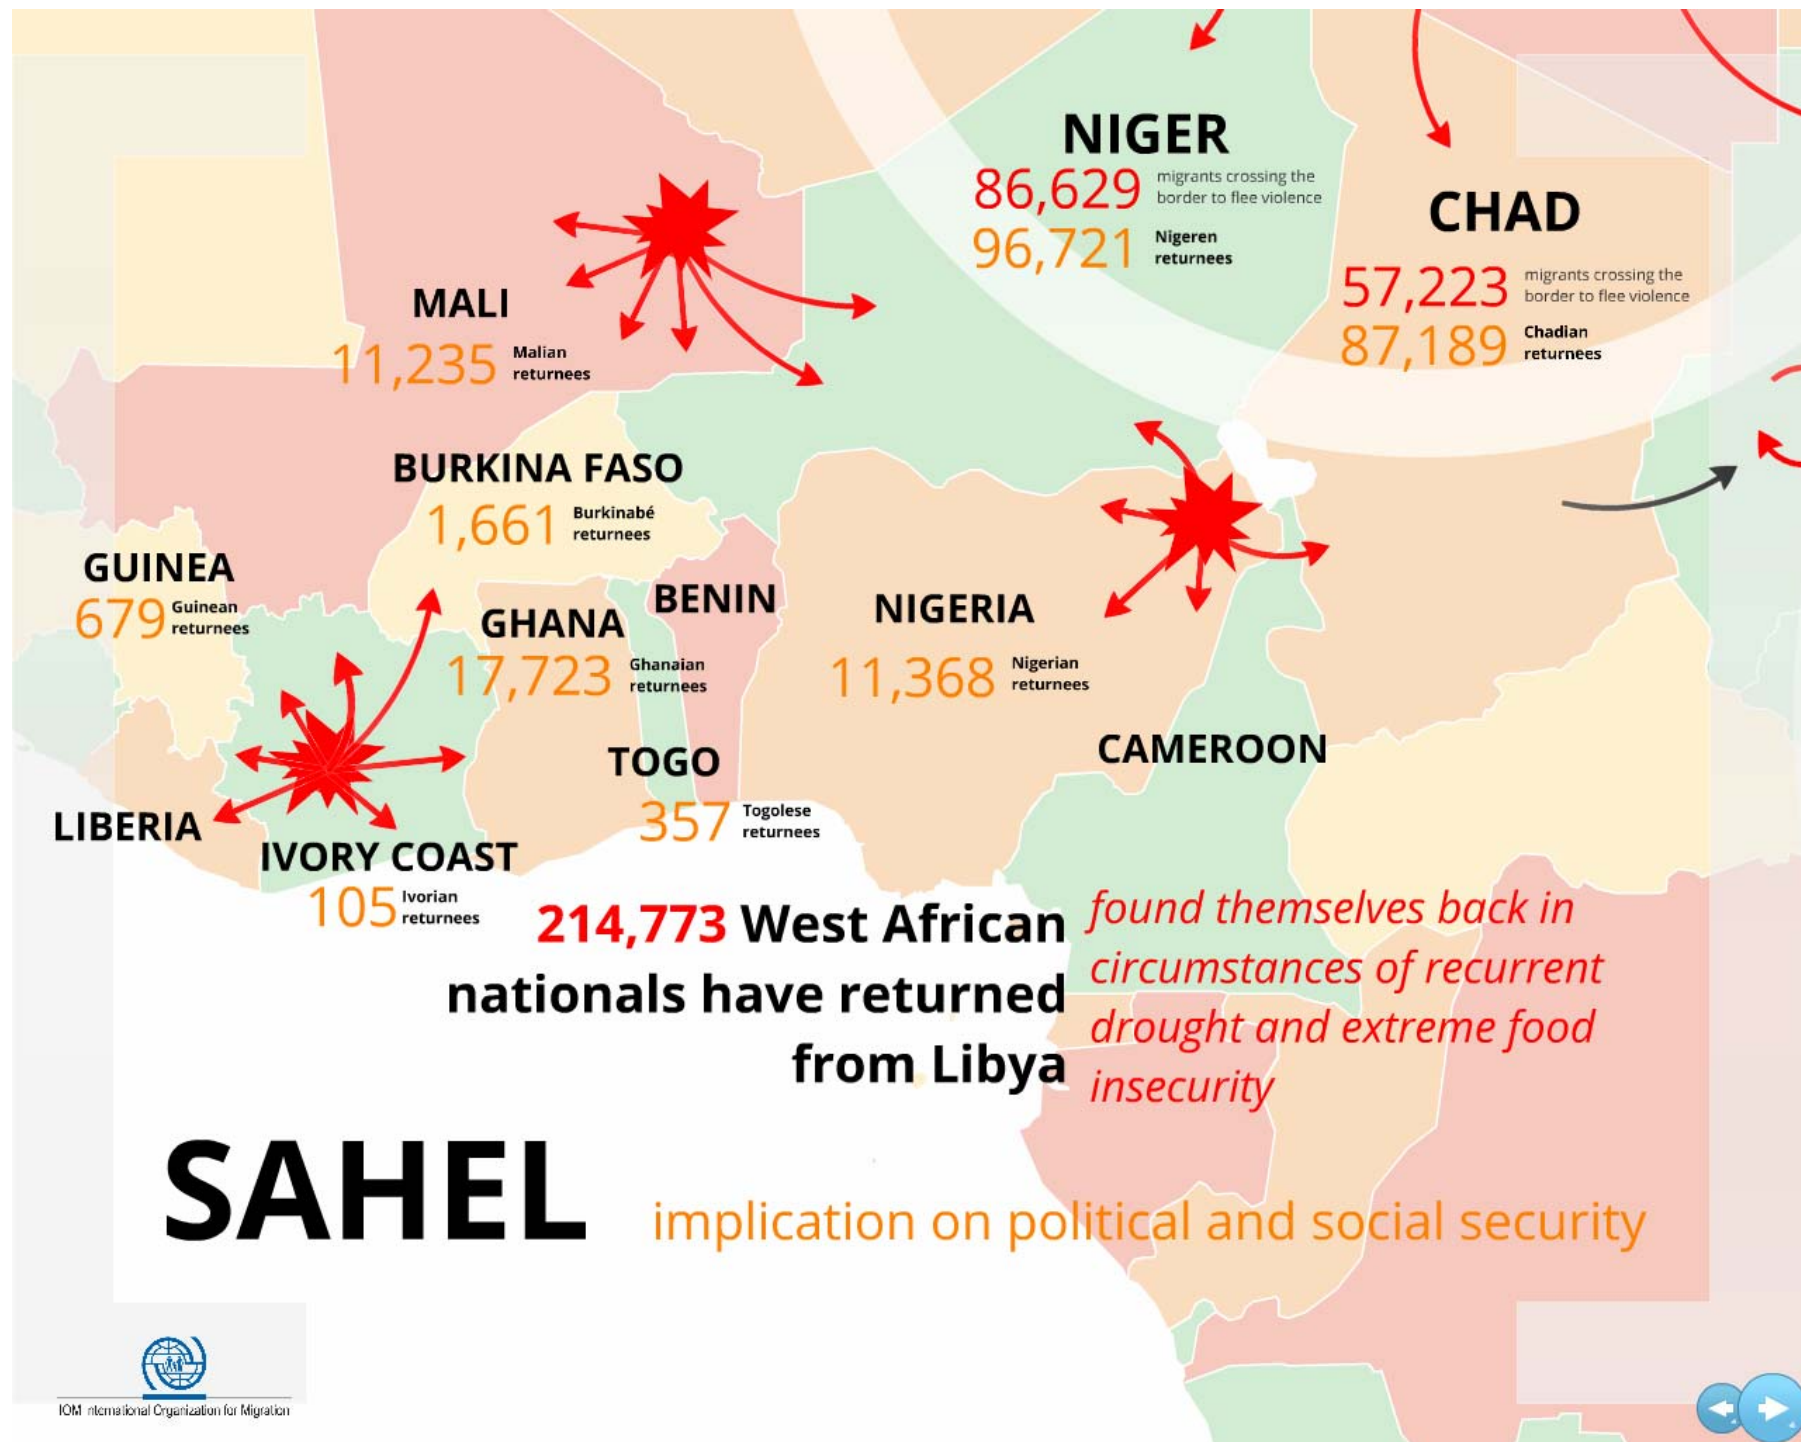 NIGER
86,629 migrants crossing the
border to flee violence
96,721 Nigeren
returnees
CHAD
57,223 migrants crossing the
border to flee violence
87,189 Chadian
returnees
MALI
11,235 Malian
returnees
BURKINA FASO
1,661 Burkinabé
returnees
GUINEA
679 Guinean
returnees
GHANA
17,723 Ghanaian
returnees
BENIN
NIGERIA
11,368 Nigerian
returnees
TOGO
357 Togolese
returnees
CAMEROON
LIBERIA
IVORY COAST
105 Ivorian
returnees
214,773 West African
nationals have returned
from Libya
found themselves back in
circumstances of recurrent
drought and extreme food
insecurity
SAHEL
implication on political and social security
IOM nternational Organization for Migration